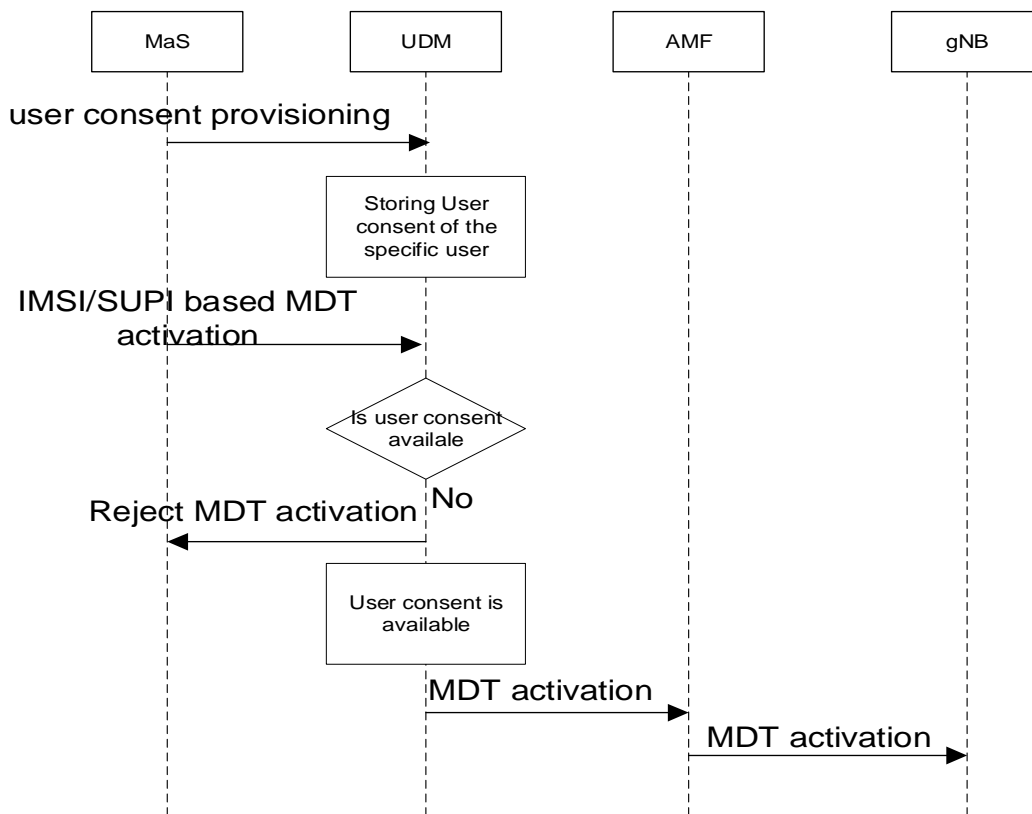 MaS
UDM
AMF
gNB
user consent provisioning
Storing User
consent of the
specific user
IMSI/SUPI based MDT
activation
Is user consent
availale
No
Reject MDT activation
User consent is
available
MDT activation
MDT activation